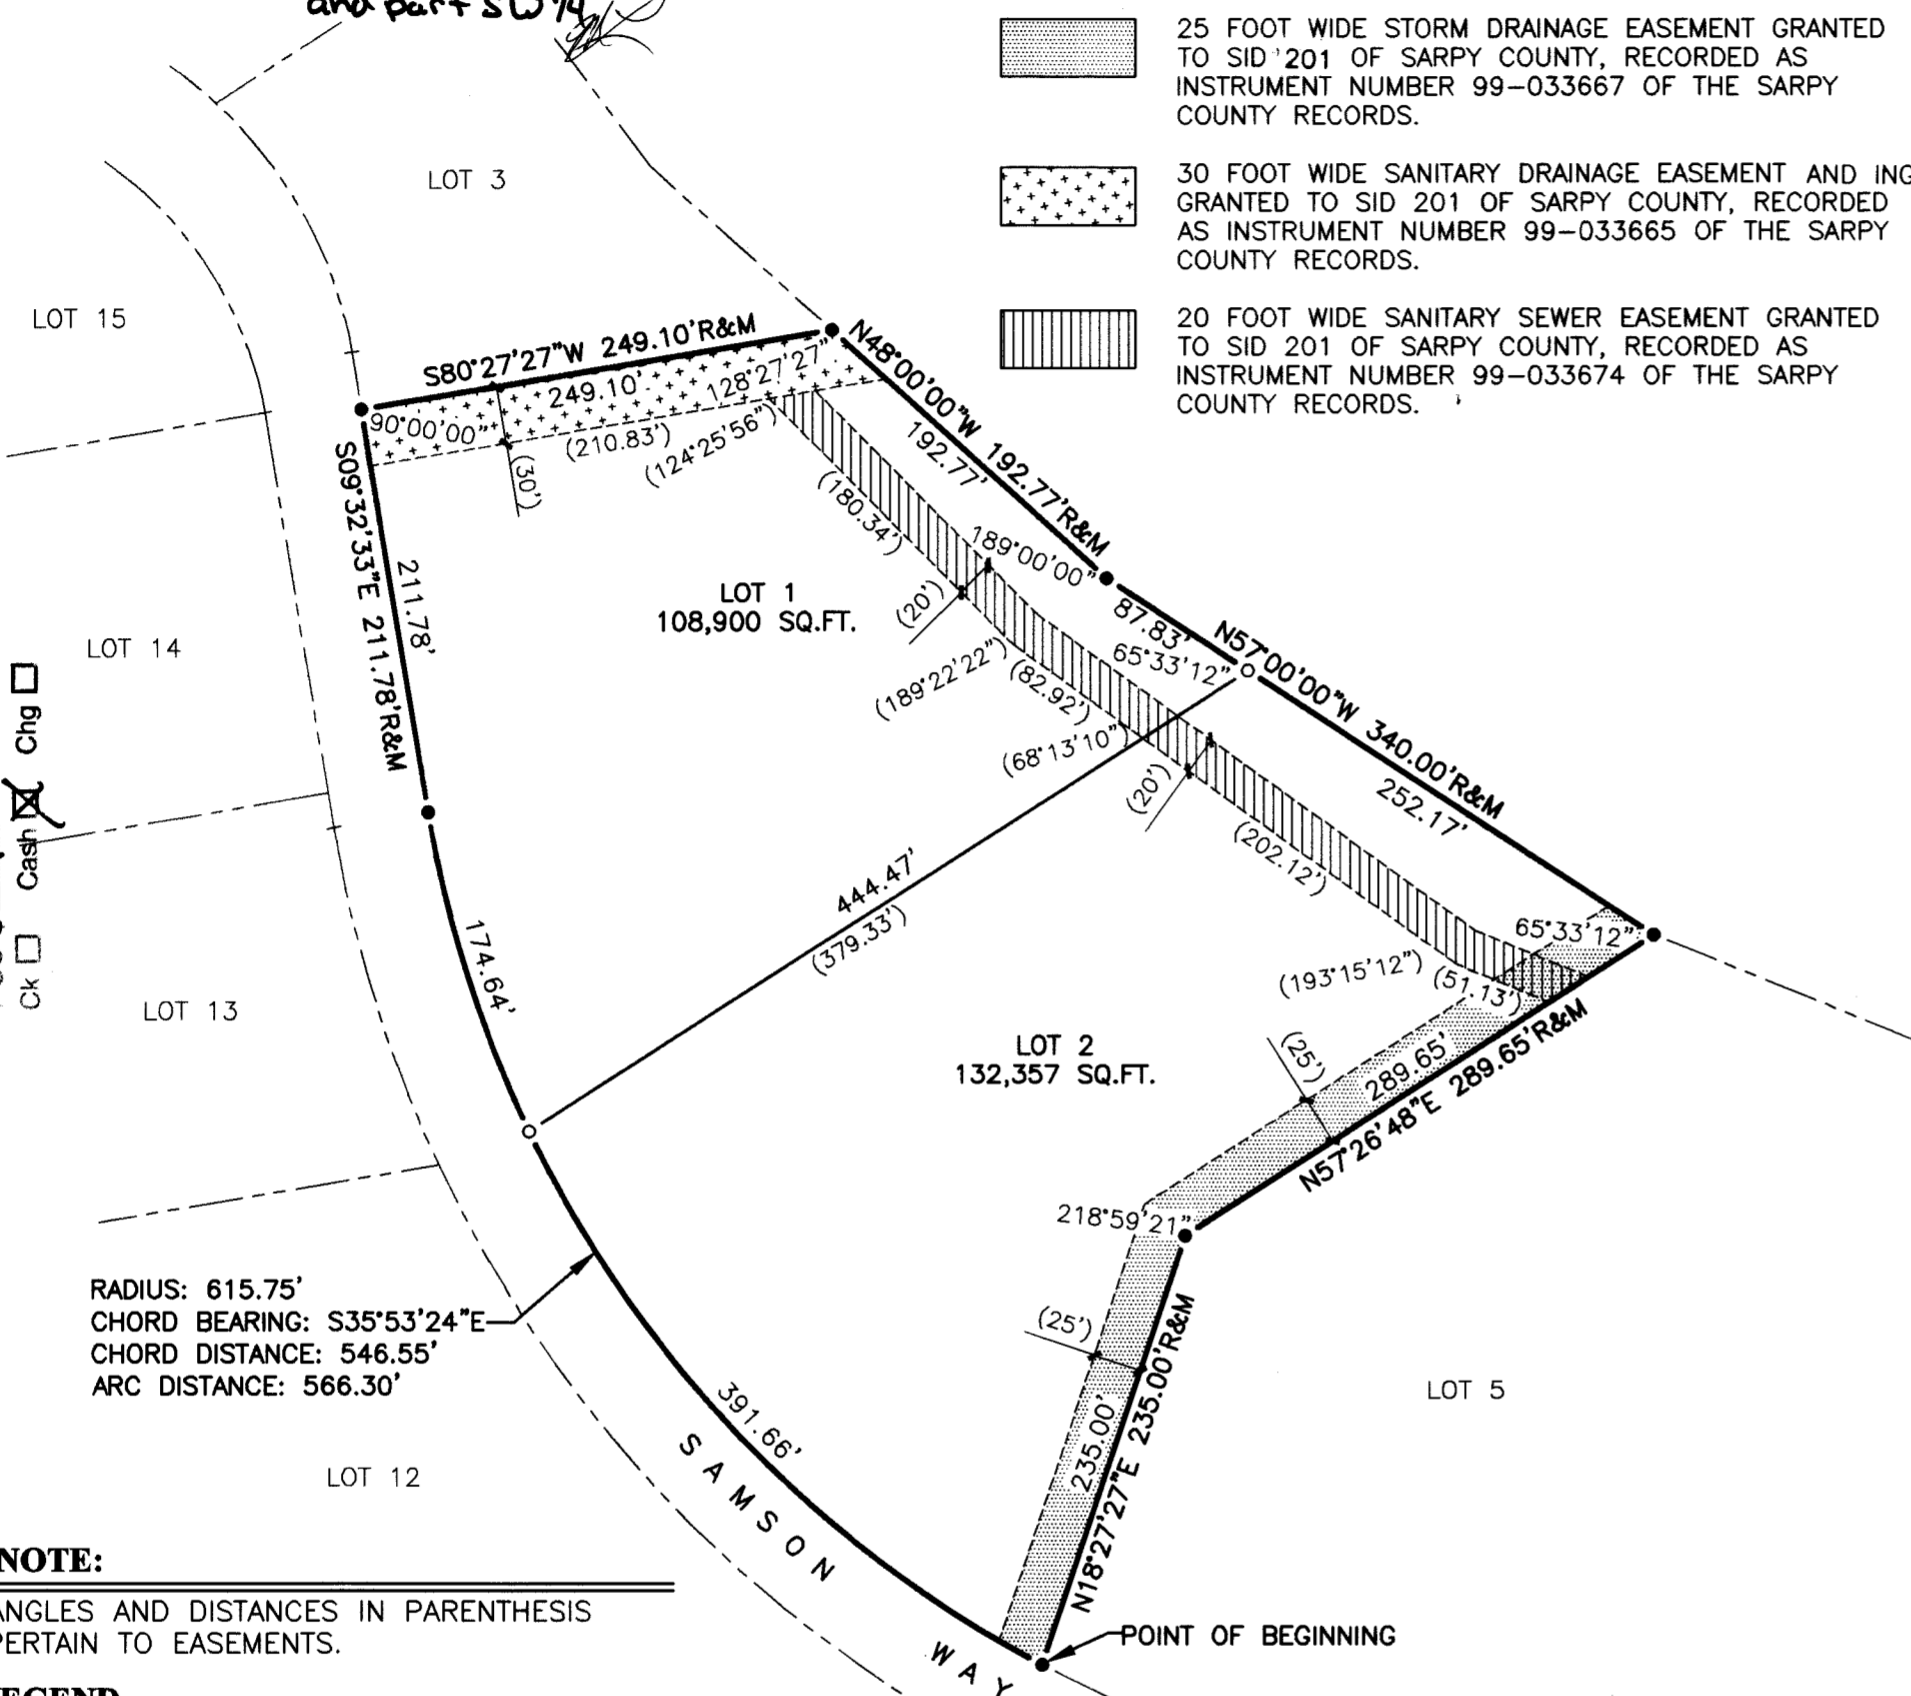 and part SW 1/4
25 FOOT WIDE STORM DRAINAGE EASEMENT GRANTED
TO SID 201 OF SARPY COUNTY, RECORDED AS
INSTRUMENT NUMBER 99-033667 OF THE SARPY
COUNTY RECORDS.
30 FOOT WIDE SANITARY DRAINAGE EASEMENT AND ING
GRANTED TO SID 201 OF SARPY COUNTY, RECORDED
AS INSTRUMENT NUMBER 99-033665 OF THE SARPY
COUNTY RECORDS.
20 FOOT WIDE SANITARY SEWER EASEMENT GRANTED
TO SID 201 OF SARPY COUNTY, RECORDED AS
INSTRUMENT NUMBER 99-033674 OF THE SARPY
COUNTY RECORDS.
LOT 3
LOT 15
S80°27'27"W 249.10'R&M
249.10'
128°27'27"
90°00'00"
(210.83')
(124°25'56")
(30')
N48°00'00"W 192.77'R&M
192.77'
(180.34')
189°00'00"
S09°32'33"E 211.78'R&M
211.78'
LOT 1
108,900 SQ.FT.
(20')
87.83'
65°33'12"
N57°00'00"W 340.00'R&M
252.17'
(189°22'22")
(82.92')
(68°13'10")
(20')
(202.12')
LOT 14
Ck Cash Chg
444.47'
(379.33')
174.64'
65°33'12"
(193°15'12")
(51.13')
LOT 13
LOT 2
132,357 SQ.FT.
(25')
289.65'
N57°26'48"E 289.65'R&M
218°59'21"
RADIUS: 615.75'
CHORD BEARING: S35°53'24"E
CHORD DISTANCE: 546.55'
ARC DISTANCE: 566.30'
(25')
235.00'
N18°27'27"E 235.00'R&M
LOT 5
391.66'
LOT 12
SAMSON
WAY
POINT OF BEGINNING
NOTE:
ANGLES AND DISTANCES IN PARENTHESIS
PERTAIN TO EASEMENTS.
LEGEND